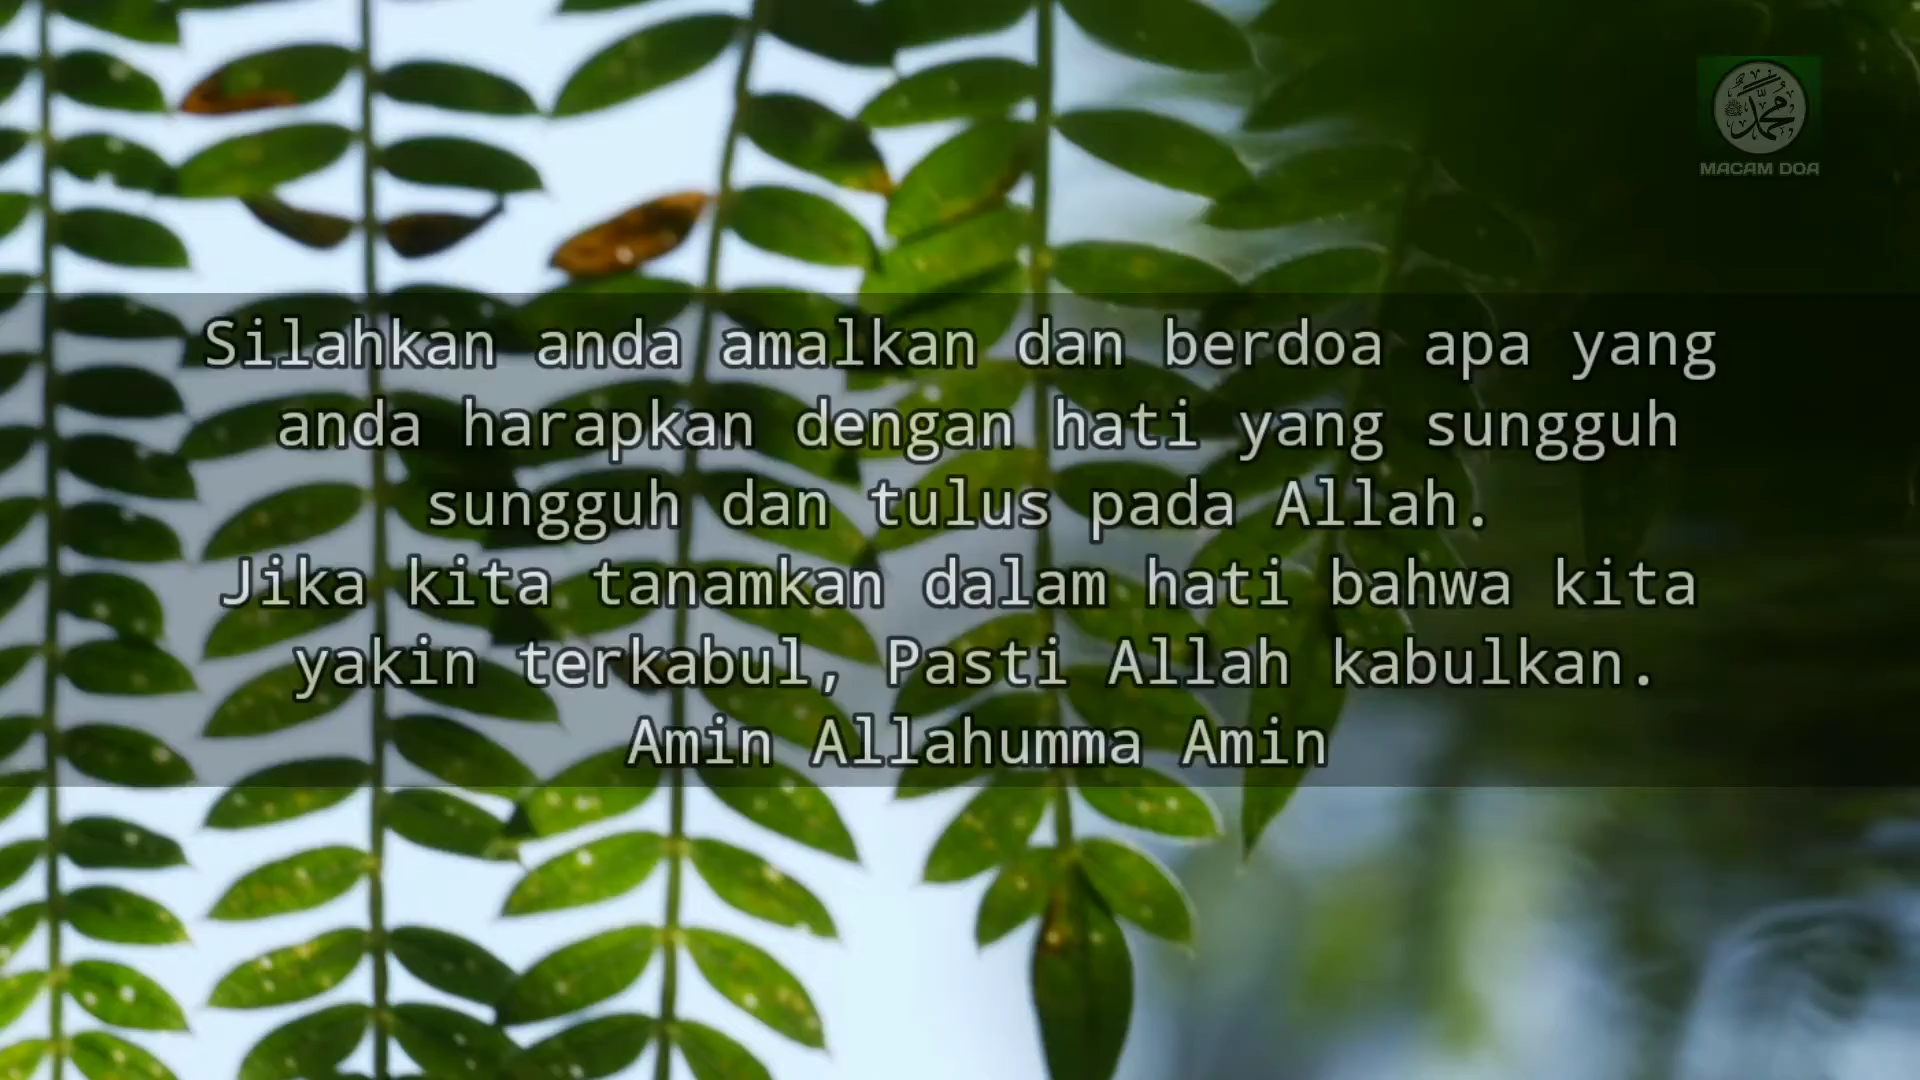 محمد
MACAM DOA
Silahkan anda amalkan dan berdoa apa yang
anda harapkan dengan hati yang sungguh
sungguh dan tulus pada Allah.
Jika kita tanamkan dalam hati bahwa kita
yakin terkabul, Pasti Allah kabulkan.
Amin Allahumma Amin